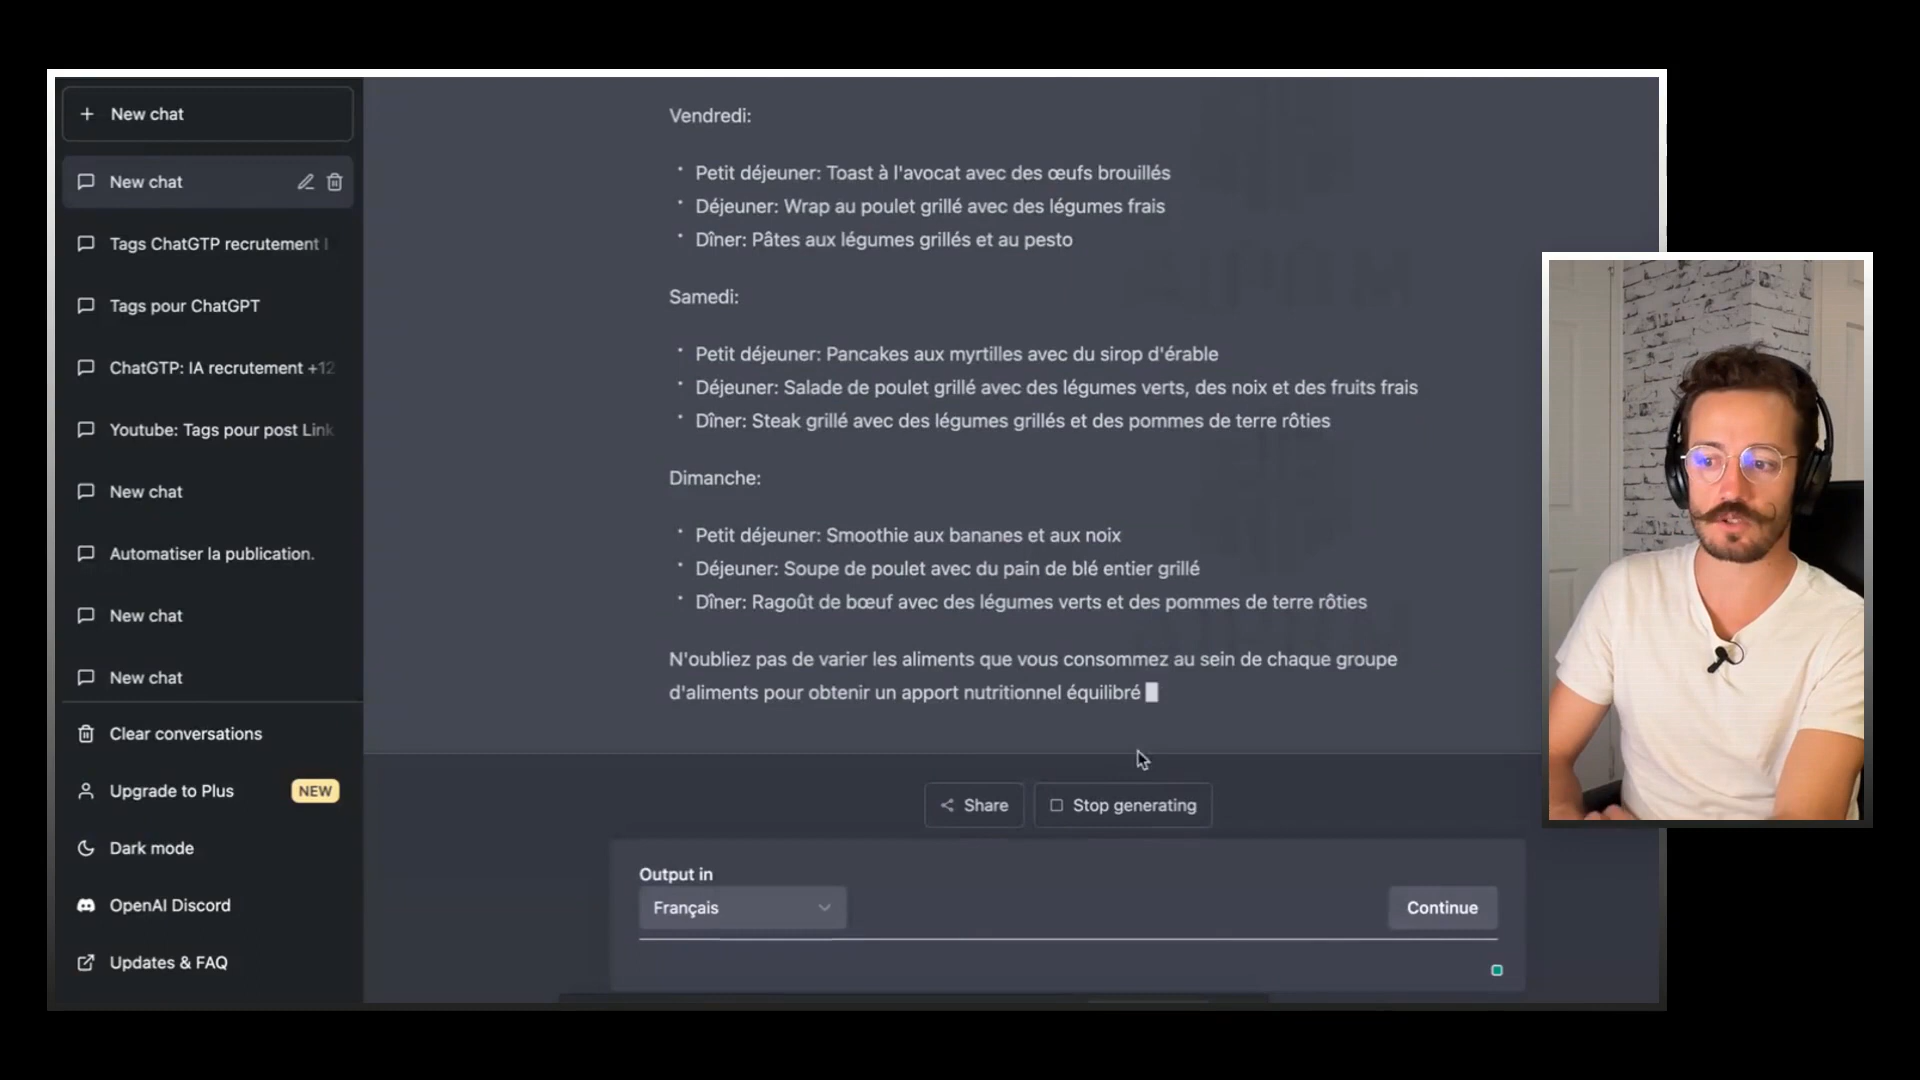 New chat
New chat
Tags ChatGTP recrutement
Tags pour ChatGPT
ChatGTP: IA recrutement +12
Youtube: Tags pour post Link
New chat
Automatiser la publication.
New chat
New chat
Clear conversations
Upgrade to Plus NEW
Dark mode
OpenAI Discord
Updates & FAQ
Vendredi:
Petit déjeuner: Toast à l'avocat avec des œufs brouillés
Déjeuner: Wrap au poulet grillé avec des légumes frais
Dîner: Pâtes aux légumes grillés et au pesto
Samedi:
Petit déjeuner: Pancakes aux myrtilles avec du sirop d'érable
Déjeuner: Salade de poulet grillé avec des légumes verts, des noix et des fruits frais
Dîner: Steak grillé avec des légumes grillés et des pommes de terre rôties
Dimanche:
Petit déjeuner: Smoothie aux bananes et aux noix
Déjeuner: Soupe de poulet avec du pain de blé entier grillé
Dîner: Ragoût de bœuf avec des légumes verts et des pommes de terre rôties
N'oubliez pas de varier les aliments que vous consommez au sein de chaque groupe
d'aliments pour obtenir un apport nutritionnel équilibré
Share
Stop generating
Output in
Français
Continue